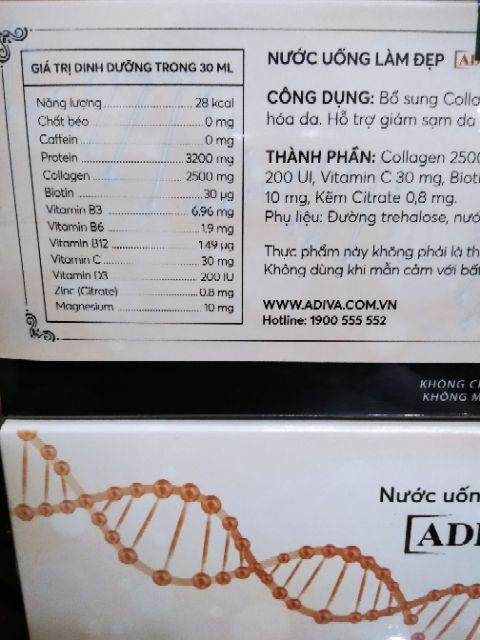 GIÁ TRỊ DINH DƯỠNG TRONG 30 ML
Năng lượng 28 kcal
Chất béo 0 mg
Caffein 0 mg
Protein 3200 mg
Collagen 2500 mg
Biotin 30 µg
Vitamin B3 6,96 mg
Vitamin B6 1.9 mg
Vitamin B12 1.49 µg
Vitamin C 30 mg
Vitamin D3 200 IU
Zinc (Citrate) 0.8 mg
Magnesium 10 mg
NƯỚC UỐNG LÀM ĐẸP
CÔNG DỤNG: Bổ sung
hóa da. Hỗ trợ giảm sạm da
THÀNH PHẦN: Collagen 2500
200 UI, Vitamin C 30 mg,
10 mg, Kẽm Citrate 0,8 mg.
Phụ liệu: Đường trehalose,
Thực phẩm này không phải là
Không dùng khi mẫn cảm với
WWW.ADIVA.COM.VN
Hotline: 1900 555 552
KHÔNG
KHÔNG
Nước